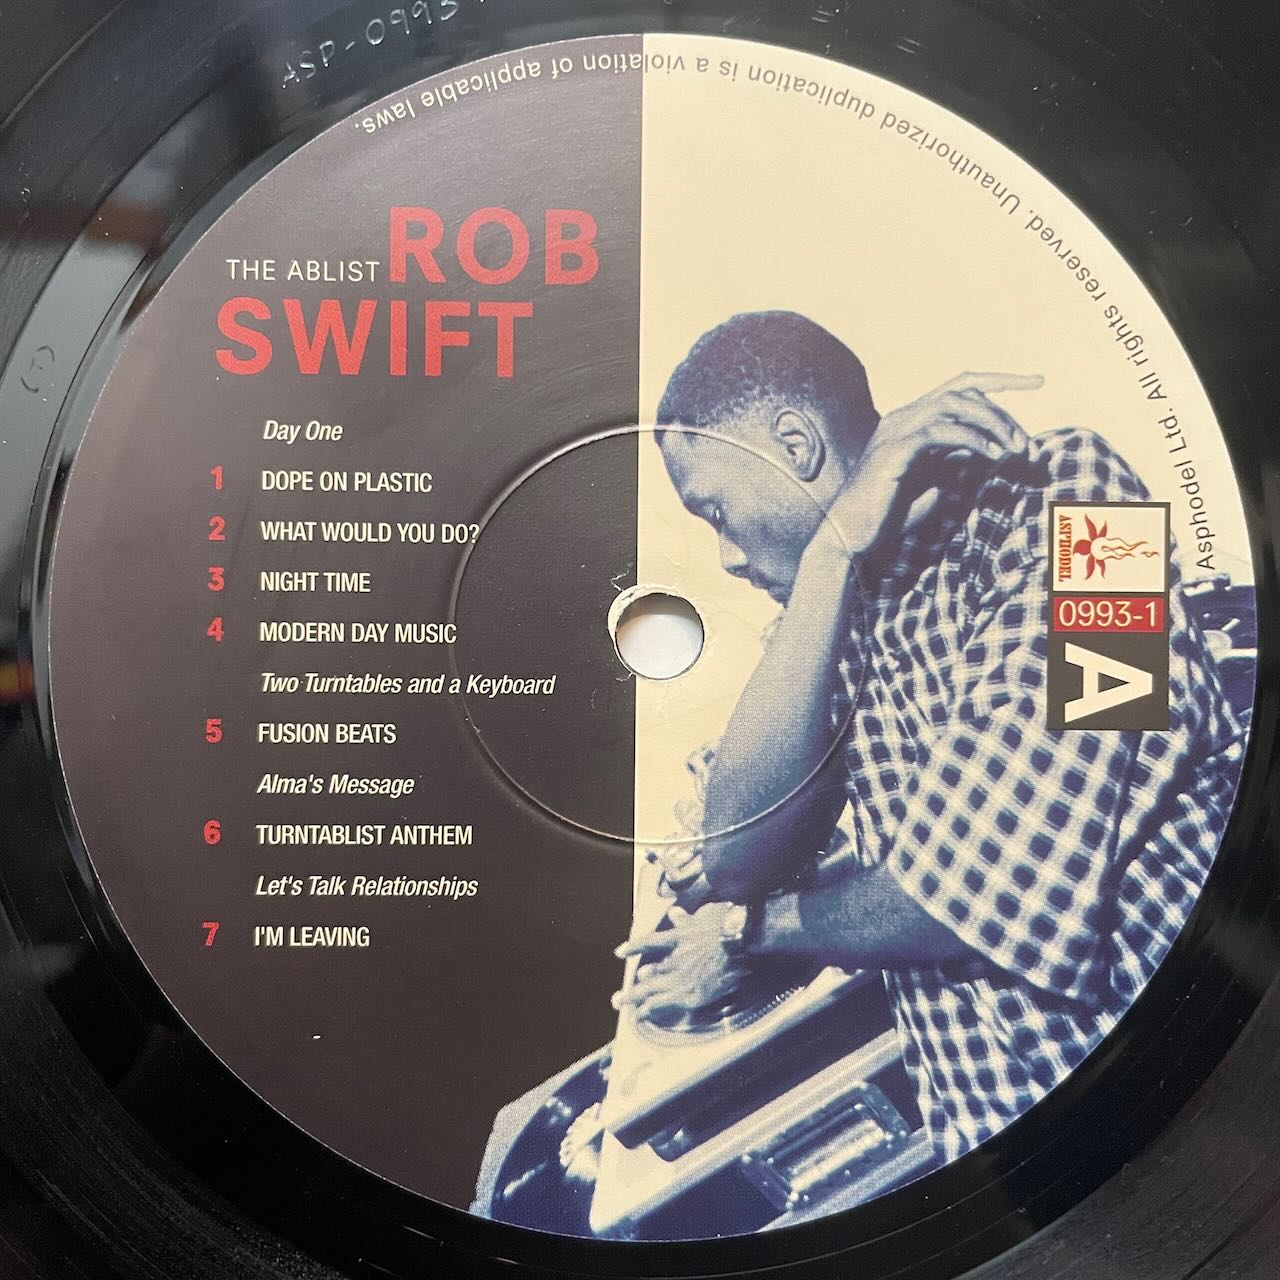 ASP-0993
THE ABLIST ROB
SWIFT
Day One
1 DOPE ON PLASTIC
2 WHAT WOULD YOU DO?
3 NIGHT TIME
4 MODERN DAY MUSIC
Two Turntables and a Keyboard
5 FUSION BEATS
Alma's Message
6 TURNTABLIST ANTHEM
Let's Talk Relationships
7 I'M LEAVING
ASPHODEL
0993-1
A
Asphodel Ltd. All rights reserved. Unauthorized duplication is a violation of applicable laws.